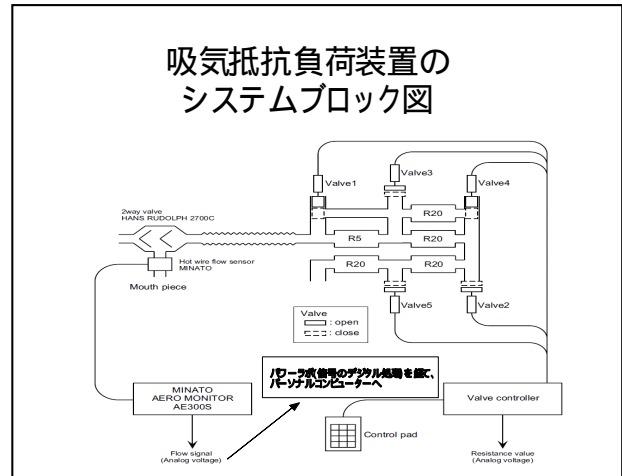 吸気抵抗負荷装置の
システムブロック図
Valve1
Valve3
Valve4
2way valve
HANS RUDOLPH 2700C
R20
R5
R20
Hot wire flow sensor
MINATO
R20
R20
Mouth piece
Valve
: open
: close
Valve5
Valve2
パワーラボ(信号のデジタル処理)を経て、
パーソナルコンピューターへ
MINATO
AERO MONITOR
AE300S
Valve controller
Control pad
Flow signal
(Analog voltage)
Resistance value
(Analog voltage)